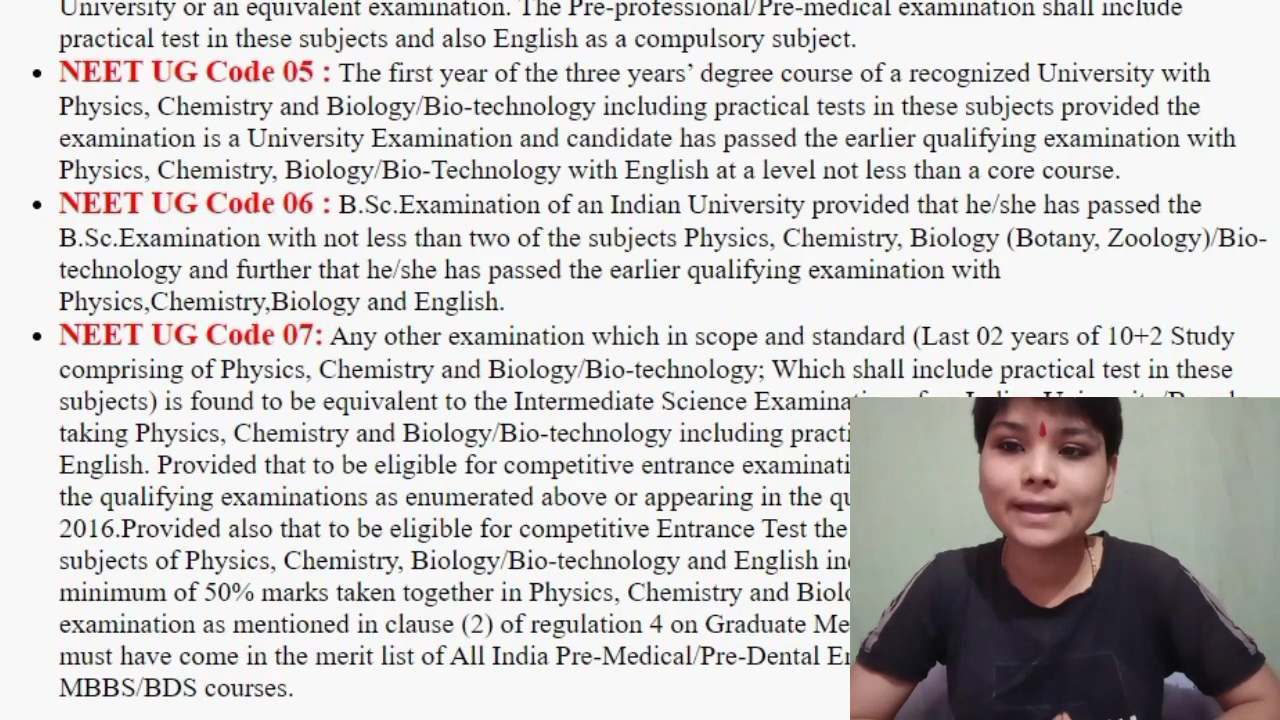 University or an equivalent examination. The Pre-professional/Pre-medical examination shall include
practical test in these subjects and also English as a compulsory subject.
• NEET UG Code 05 : The first year of the three years’ degree course of a recognized University with
Physics, Chemistry and Biology/Bio-technology including practical tests in these subjects provided the
examination is a University Examination and candidate has passed the earlier qualifying examination with
Physics, Chemistry, Biology/Bio-Technology with English at a level not less than a core course.
• NEET UG Code 06 : B.Sc.Examination of an Indian University provided that he/she has passed the
B.Sc.Examination with not less than two of the subjects Physics, Chemistry, Biology (Botany, Zoology)/Bio-
technology and further that he/she has passed the earlier qualifying examination with
Physics,Chemistry,Biology and English.
• NEET UG Code 07: Any other examination which in scope and standard (Last 02 years of 10+2 Study
comprising of Physics, Chemistry and Biology/Bio-technology; Which shall include practical test in these
subjects) is found to be equivalent to the Intermediate Science
taking Physics, Chemistry and Biology/Bio-technology including
English. Provided that to be eligible for competitive entrance
the qualifying examinations as enumerated above or appearing in the
2016.Provided also that to be eligible for competitive Entrance Test the
subjects of Physics, Chemistry, Biology/Bio-technology and English
minimum of 50% marks taken together in Physics, Chemistry and
examination as mentioned in clause (2) of regulation 4 on Graduate
must have come in the merit list of All India Pre-Medical/Pre-Dental
MBBS/BDS courses.